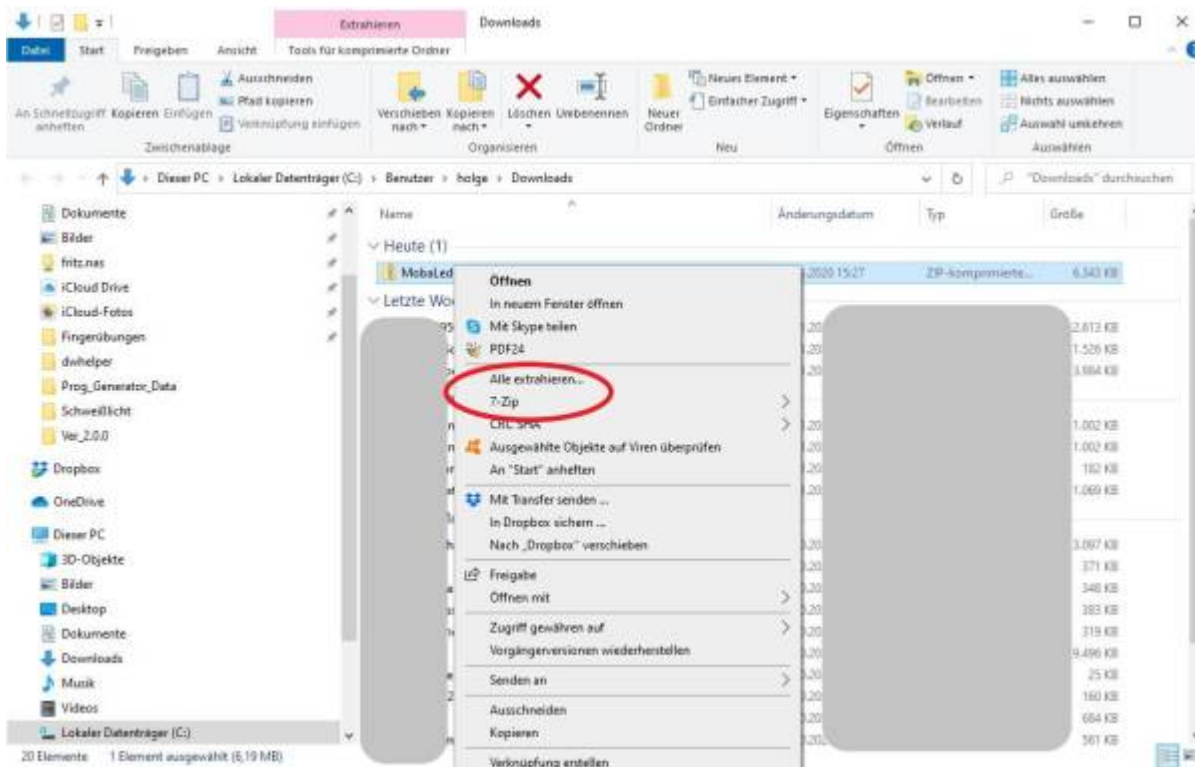 Extrahieren Downloads
Datei Start Freigeben Ansicht Tools für komprimierte Ordner
An Schnellzugriff anheften
Kopieren
Einfügen
Ausschneiden
Pfad kopieren
Verknüpfung einfügen
Zwischenablage
Verschieben nach
Kopieren nach
Löschen
Umbenennen
Organisieren
Neuer Ordner
Neues Element
Einfacher Zugriff
Neu
Eigenschaften
Öffnen
Bearbeiten
Verlauf
Öffnen
Alles auswählen
Nichts auswählen
Auswahl umkehren
Auswählen
Dieser PC Lokaler Datenträger (C:) Benutzer holge Downloads
"Downloads" durchsuchen
Dokumente
Bilder
fritz.nas
iCloud Drive
iCloud-Fotos
Fingerübungen
dwhelper
Prog_Generator_Data
Schweißlicht
Ver_2.0.0
Dropbox
OneDrive
Dieser PC
3D-Objekte
Bilder
Desktop
Dokumente
Downloads
Musik
Videos
Lokaler Datenträger (C:)
Name Änderungsdatum Typ Größe
Heute (1)
MobaLed .2020 15:27 ZIP-komprimierte... 6.343 KB
Letzte Wo
Öffnen
In neuem Fenster öffnen
Mit Skype teilen
PDF24
Alle extrahieren...
7-Zip
CRC SHA
Ausgewählte Objekte auf Viren überprüfen
An "Start" anheften
Mit Transfer senden ...
In Dropbox sichern ...
Nach „Dropbox" verschieben
Freigabe
Öffnen mit
Zugriff gewähren auf
Vorgängerversionen wiederherstellen
Senden an
Ausschneiden
Kopieren
Verknüpfung erstellen
2.612 KB
1.526 KB
3.984 KB
1.002 KB
1.002 KB
182 KB
1.069 KB
3.097 KB
371 KB
348 KB
383 KB
319 KB
9.496 KB
25 KB
160 KB
684 KB
561 KB
20 Elemente 1 Element ausgewählt (6,19 MB)